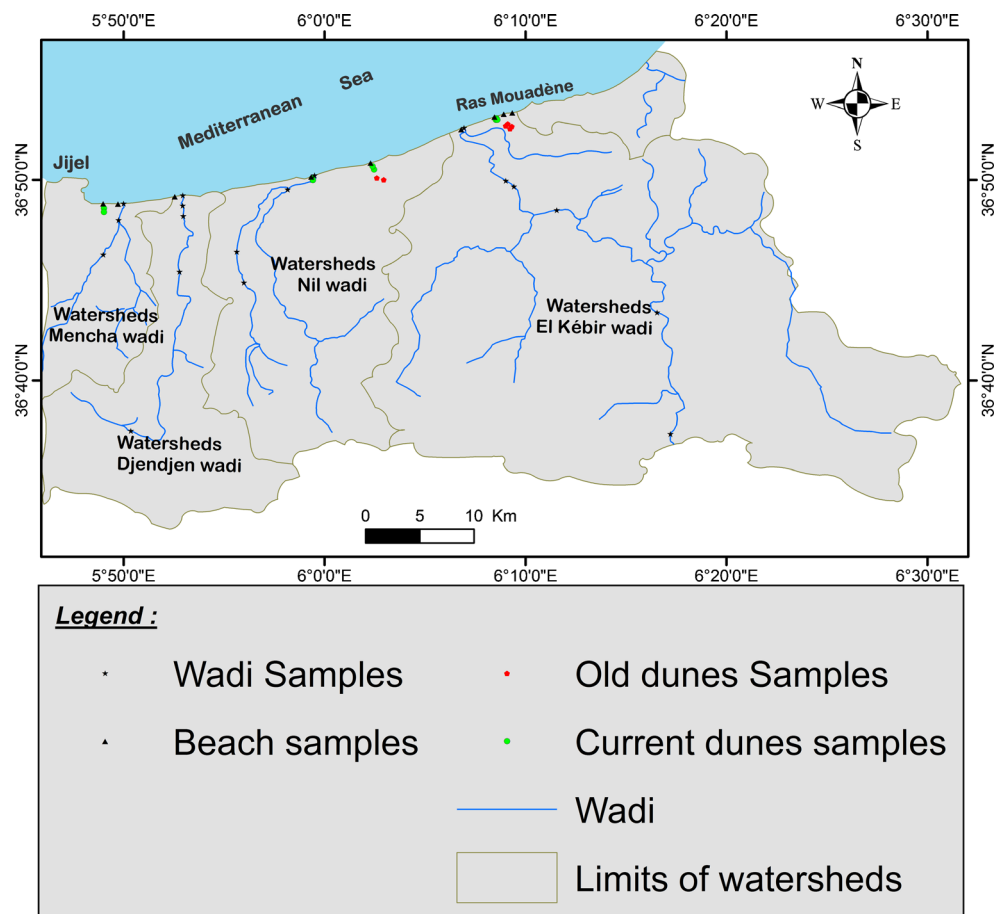 5°50'0"E 6°00'0"E 6°10'0"E 6°20'0"E 6°30'0"E
N
W E
S
Mediterranean Sea
Ras Mouadène
Jijel
36°50'0"N 36°50'0"N
Watersheds
Nil wadi
Watersheds
Mencha wadi
Watersheds
El Kébir wadi
36°40'0"N 36°40'0"N
Watersheds
Djendjen wadi
0 5 10 Km
5°50'0"E 6°00'0"E 6°10'0"E 6°20'0"E 6°30'0"E
Legend :
Wadi Samples
Old dunes Samples
Beach samples
Current dunes samples
Wadi
Limits of watersheds